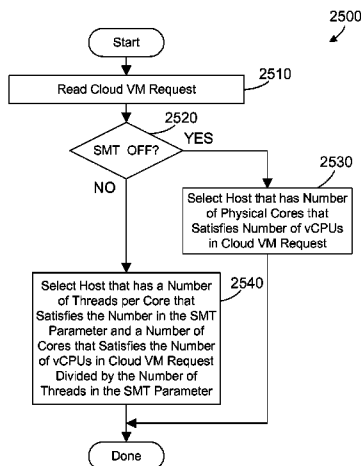 2500
Start
2510
Read Cloud VM Request
2520
SMT OFF?
YES
NO
2530
Select Host that has Number
of Physical Cores that
Satisfies Number of vCPUs
in Cloud VM Request
2540
Select Host that has a Number
of Threads per Core that
Satisfies the Number in the SMT
Parameter and a Number of
Cores that Satisfies the Number
of vCPUs in Cloud VM Request
Divided by the Number of
Threads in the SMT Parameter
Done